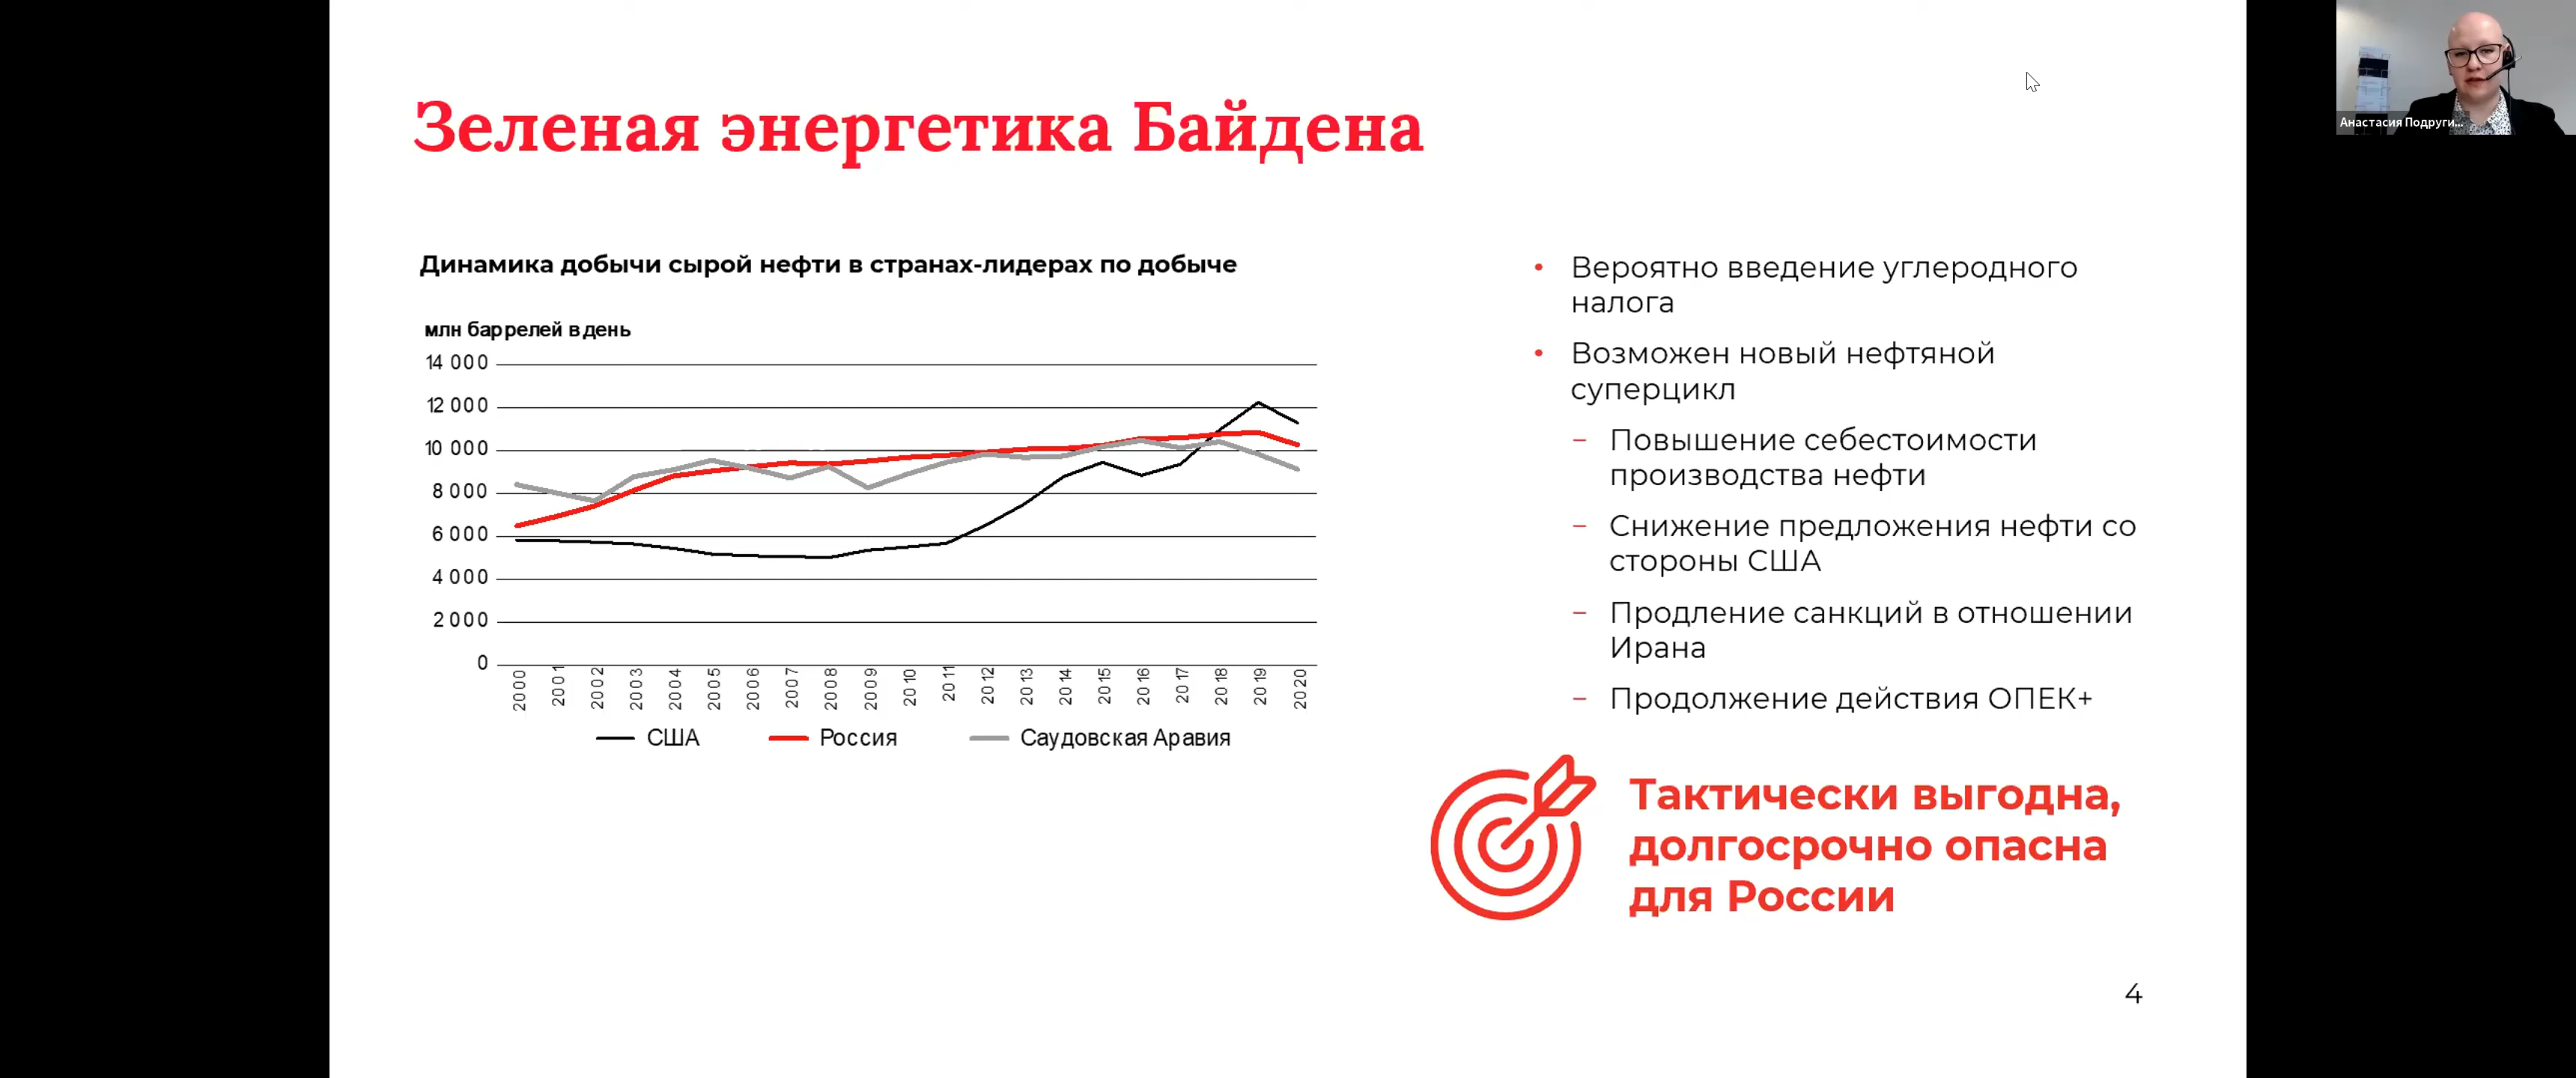 Зеленая энергетика Байдена
Анастасия Подруги...
Динамика добычи сырой нефти в странах-лидерах по добыче
млн баррелей в день
14 000
12 000
10 000
8 000
6 000
4 000
2 000
0
2000 2001 2002 2003 2004 2005 2006 2007 2008 2009 2010 2011 2012 2013 2014 2015 2016 2017 2018 2019 2020
США Россия Саудовская Аравия
• Вероятно введение углеродного
налога
• Возможен новый нефтяной
суперцикл
– Повышение себестоимости
производства нефти
– Снижение предложения нефти со
стороны США
– Продление санкций в отношении
Ирана
– Продолжение действия ОПЕК+
Тактически выгодна,
долгосрочно опасна
для России
4